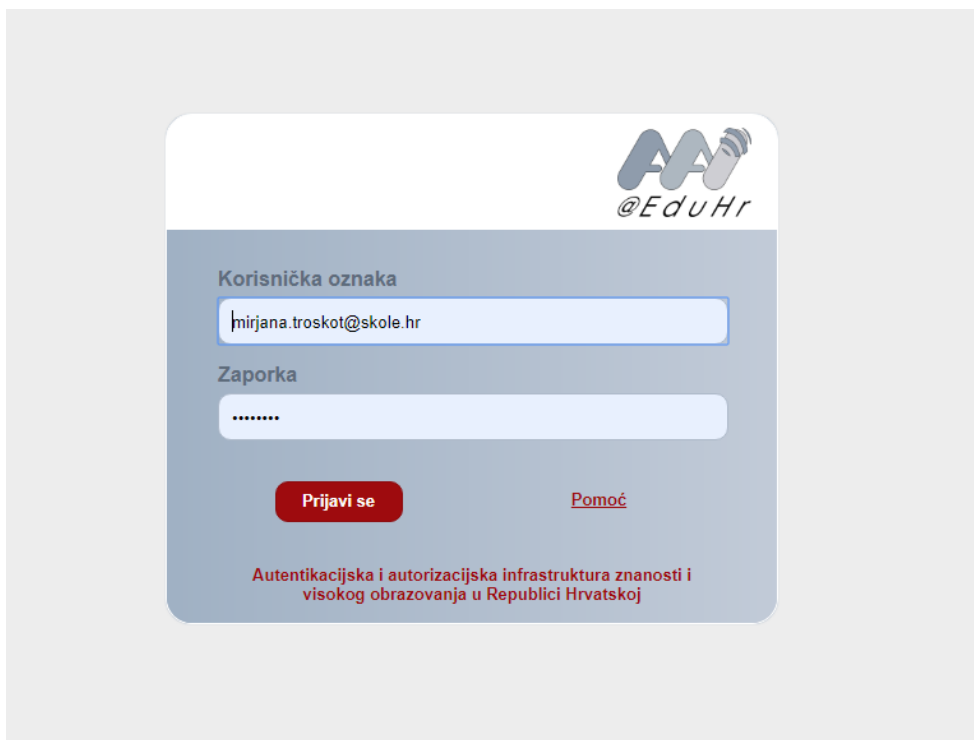 AAI
@EduHr
Korisnička oznaka
mirjana.troskot@skole.hr
Zaporka
••••••••
Prijavi se
Pomoć
Autentikacijska i autorizacijska infrastruktura znanosti i
visokog obrazovanja u Republici Hrvatskoj